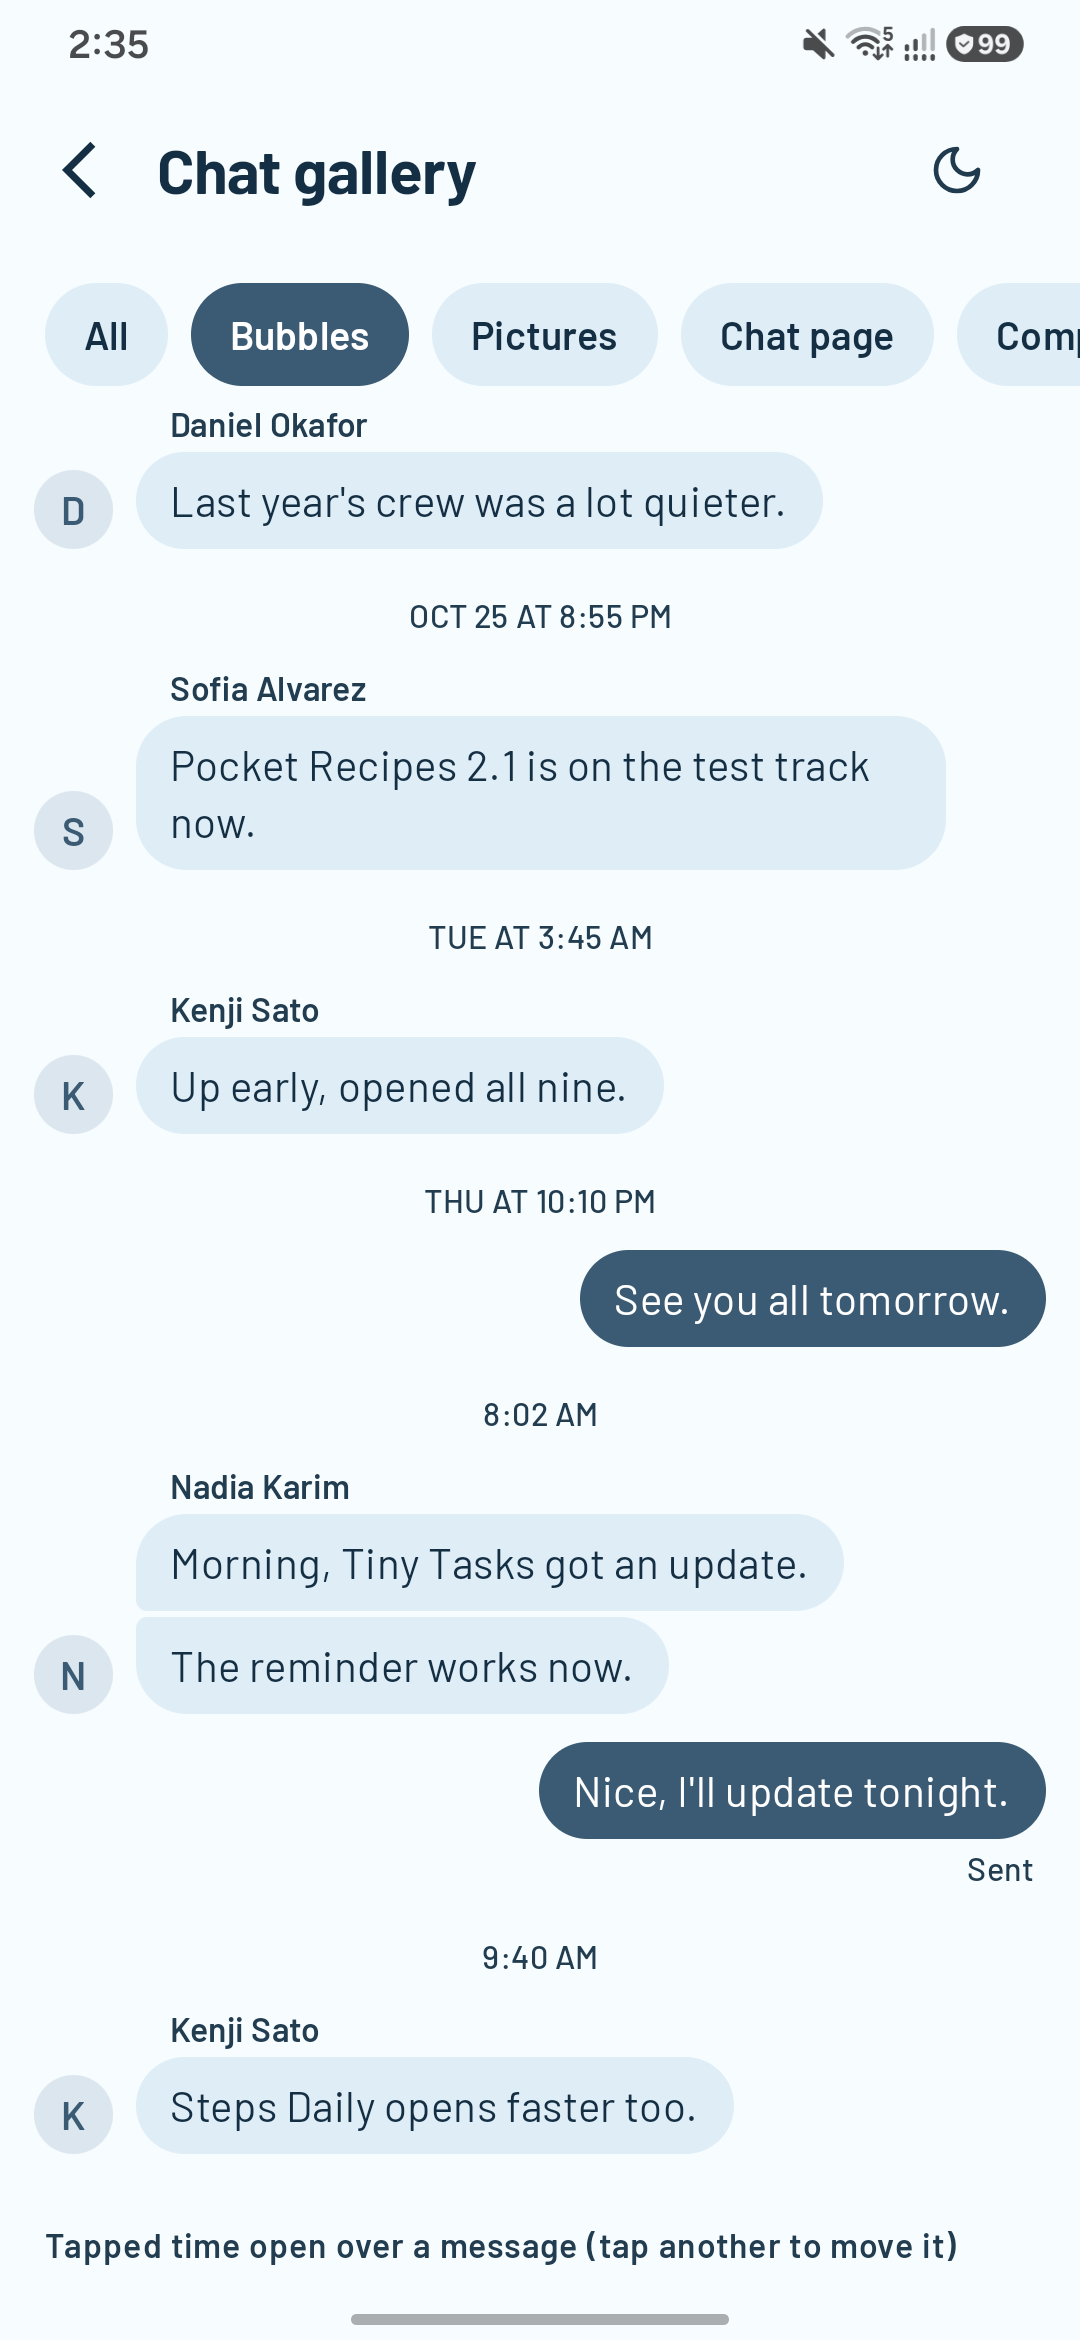 2:35
5
99
Chat gallery
All
Bubbles
Pictures
Chat page
Comp
Daniel Okafor
D
Last year's crew was a lot quieter.
OCT 25 AT 8:55 PM
Sofia Alvarez
Pocket Recipes 2.1 is on the test track
now.
S
TUE AT 3:45 AM
Kenji Sato
K
Up early, opened all nine.
THU AT 10:10 PM
See you all tomorrow.
8:02 AM
Nadia Karim
Morning, Tiny Tasks got an update.
N
The reminder works now.
Nice, I'll update tonight.
Sent
9:40 AM
Kenji Sato
K
Steps Daily opens faster too.
Tapped time open over a message (tap another to move it)